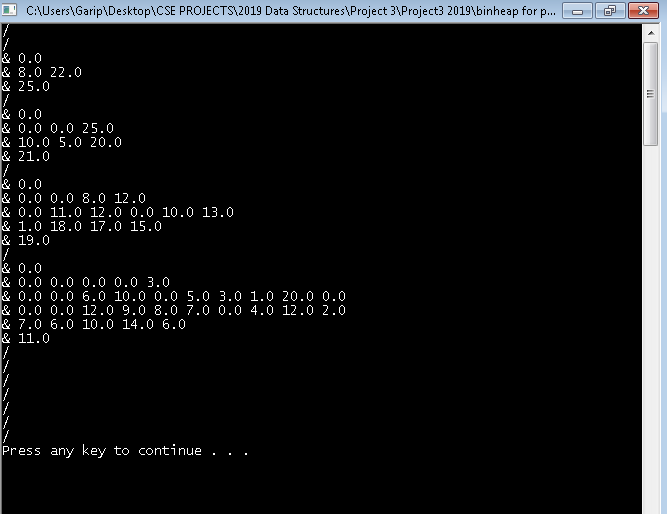 C:\Users\Garip\Desktop\CSE PROJECTS\2019 Data Structures\Project 3\Project3 2019\binheap for p...
/
/
& 0.0
& 8.0 22.0
& 25.0
/
& 0.0
& 0.0 0.0 25.0
& 10.0 5.0 20.0
& 21.0
/
& 0.0
& 0.0 0.0 8.0 12.0
& 0.0 11.0 12.0 0.0 10.0 13.0
& 1.0 18.0 17.0 15.0
& 19.0
/
& 0.0
& 0.0 0.0 0.0 0.0 3.0
& 0.0 0.0 6.0 10.0 0.0 5.0 3.0 1.0 20.0 0.0
& 0.0 0.0 12.0 9.0 8.0 7.0 0.0 4.0 12.0 2.0
& 7.0 6.0 10.0 14.0 6.0
& 11.0
/
/
/
/
/
/
/
Press any key to continue . . .